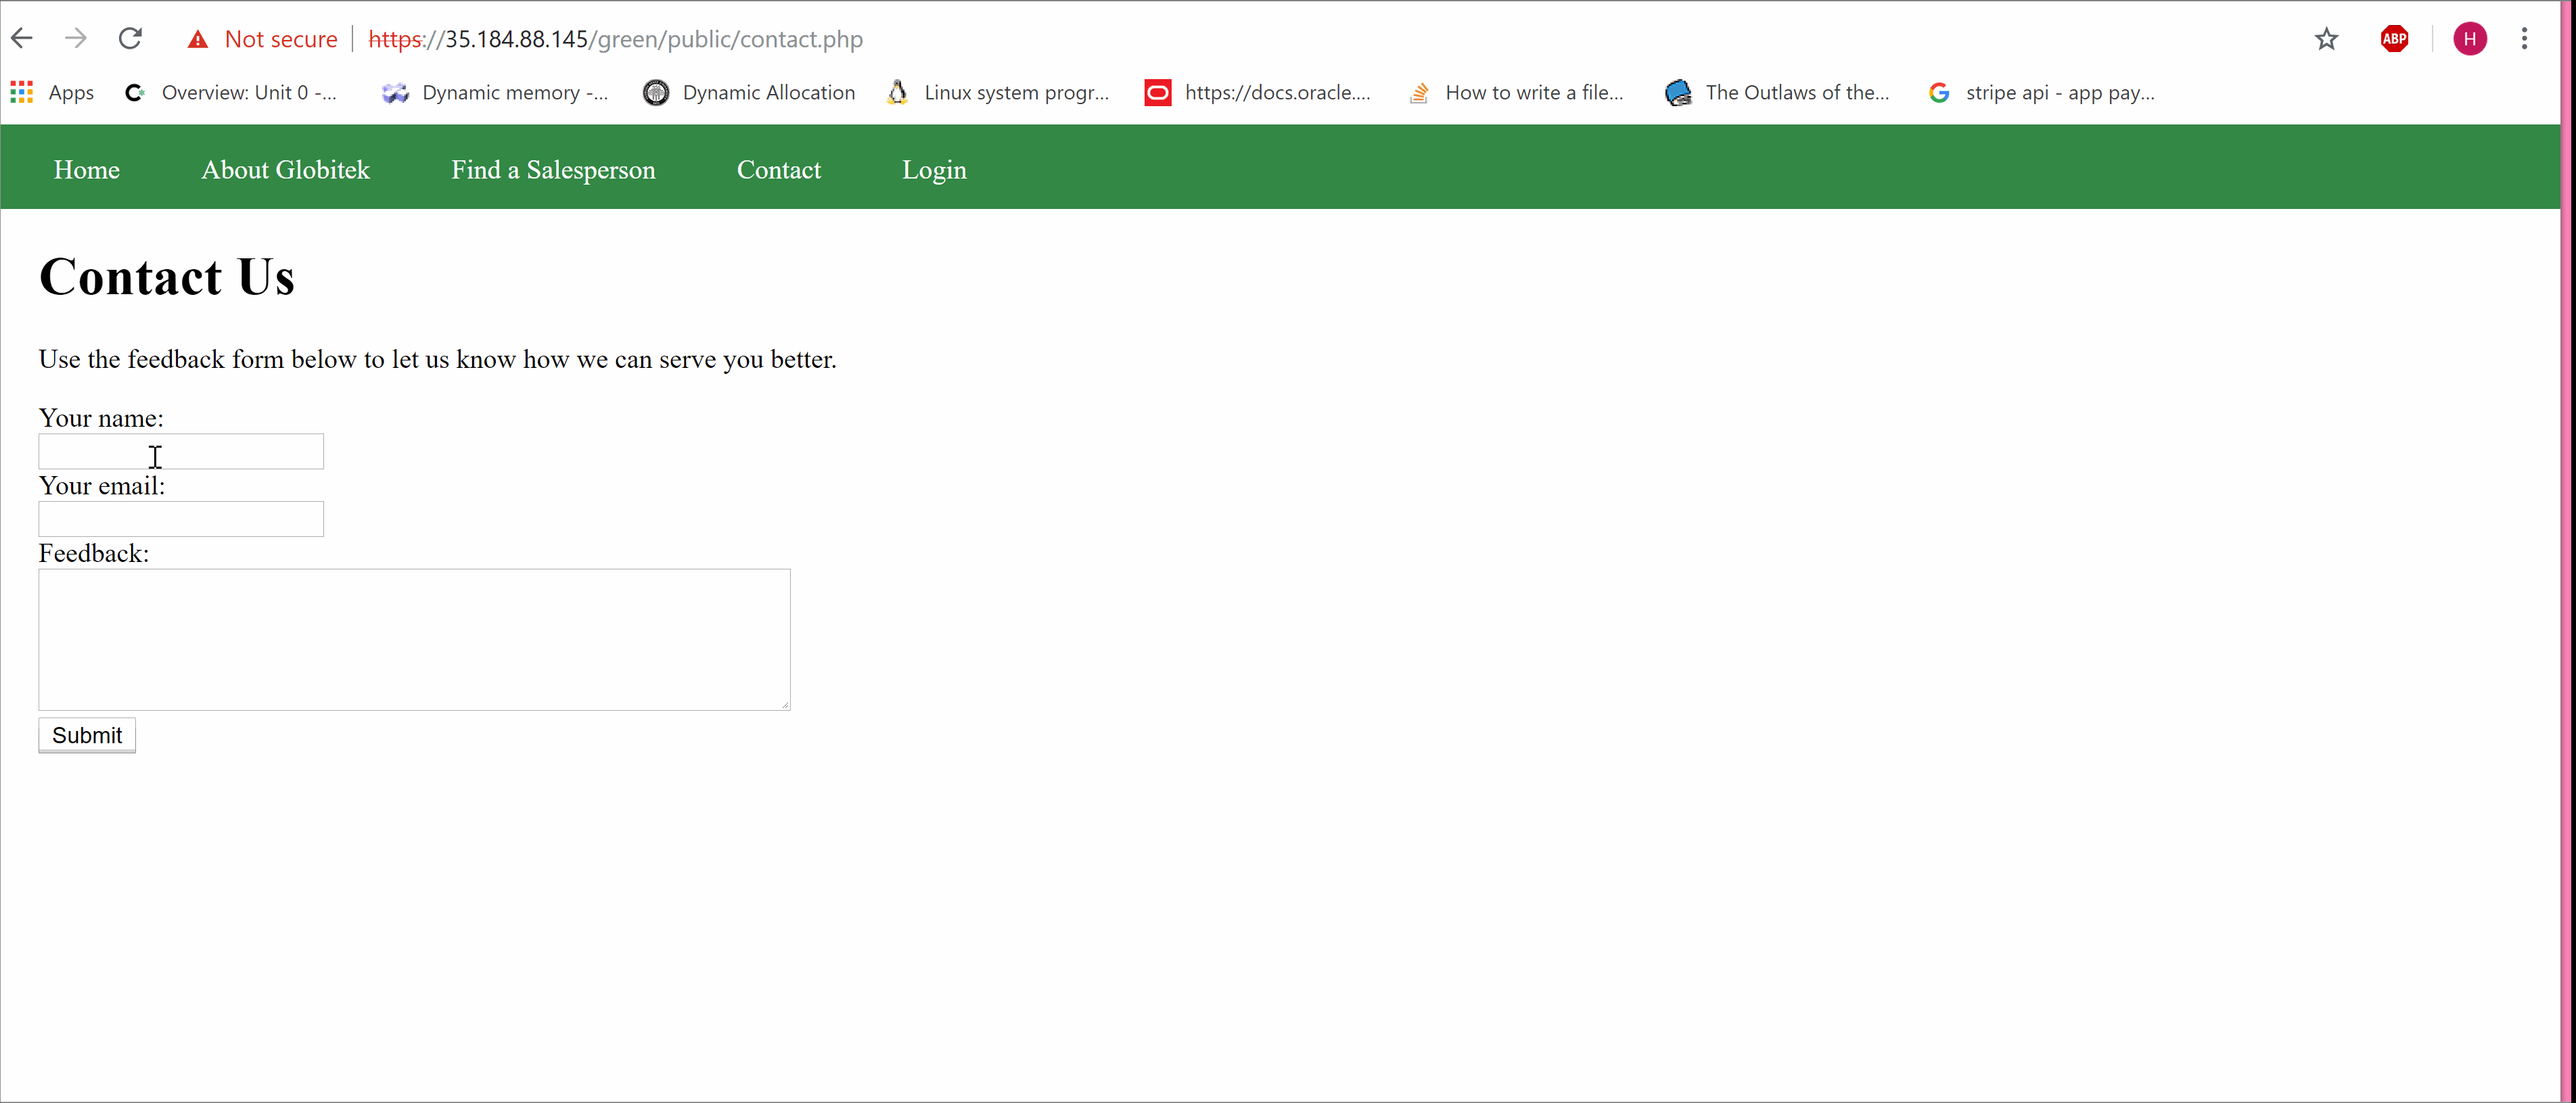 Not secure | https://35.184.88.145/green/public/contact.php ABP H
Apps C Overview: Unit 0 -... Dynamic memory -... Dynamic Allocation Linux system progr... https://docs.oracle.... How to write a file... The Outlaws of the... G stripe api - app pay...
Home About Globitek Find a Salesperson Contact Login
Contact Us
Use the feedback form below to let us know how we can serve you better.
Your name:
Your email:
Feedback:
Submit